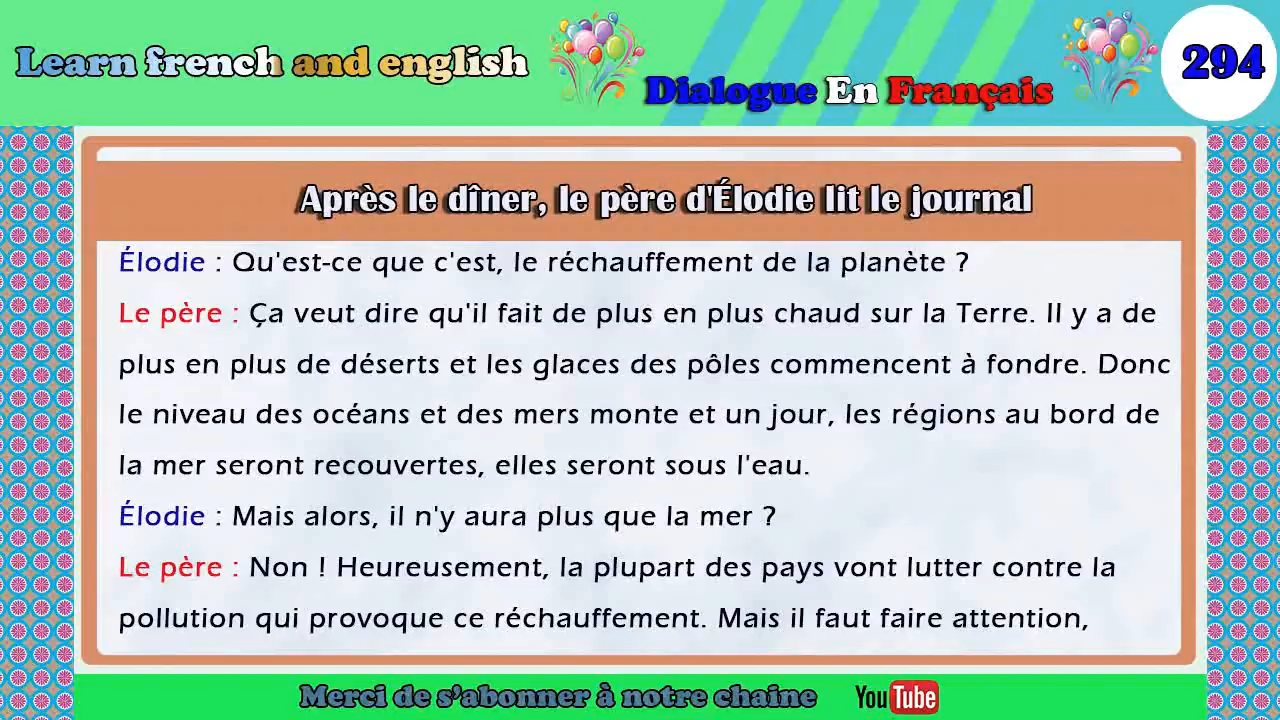 Learn french and english
Dialogue En Français
294
Après le dîner, le père d'Élodie lit le journal
Élodie : Qu'est-ce que c'est, le réchauffement de la planète ?
Le père : Ça veut dire qu'il fait de plus en plus chaud sur la Terre. Il y a de
plus en plus de déserts et les glaces des pôles commencent à fondre. Donc
le niveau des océans et des mers monte et un jour, les régions au bord de
la mer seront recouvertes, elles seront sous l'eau.
Élodie : Mais alors, il n'y aura plus que la mer ?
Le père : Non ! Heureusement, la plupart des pays vont lutter contre la
pollution qui provoque ce réchauffement. Mais il faut faire attention,
Merci de s'abonner à notre chaine YouTube